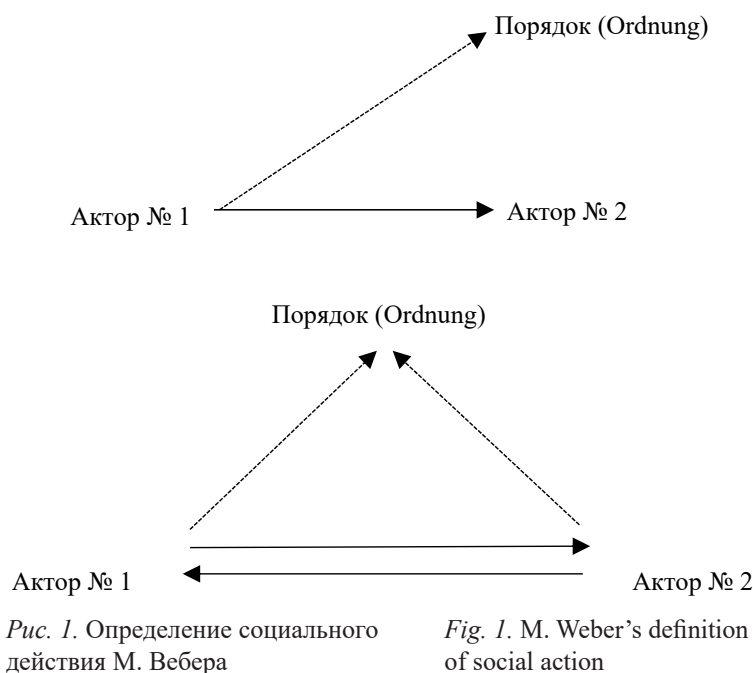 Порядок (Ordnung)
Актор № 1
Актор № 2
Порядок (Ordnung)
Актор № 1
Актор № 2
Рис. 1. Определение социального
действия М. Вебера
Fig. 1. M. Weber’s definition
of social action